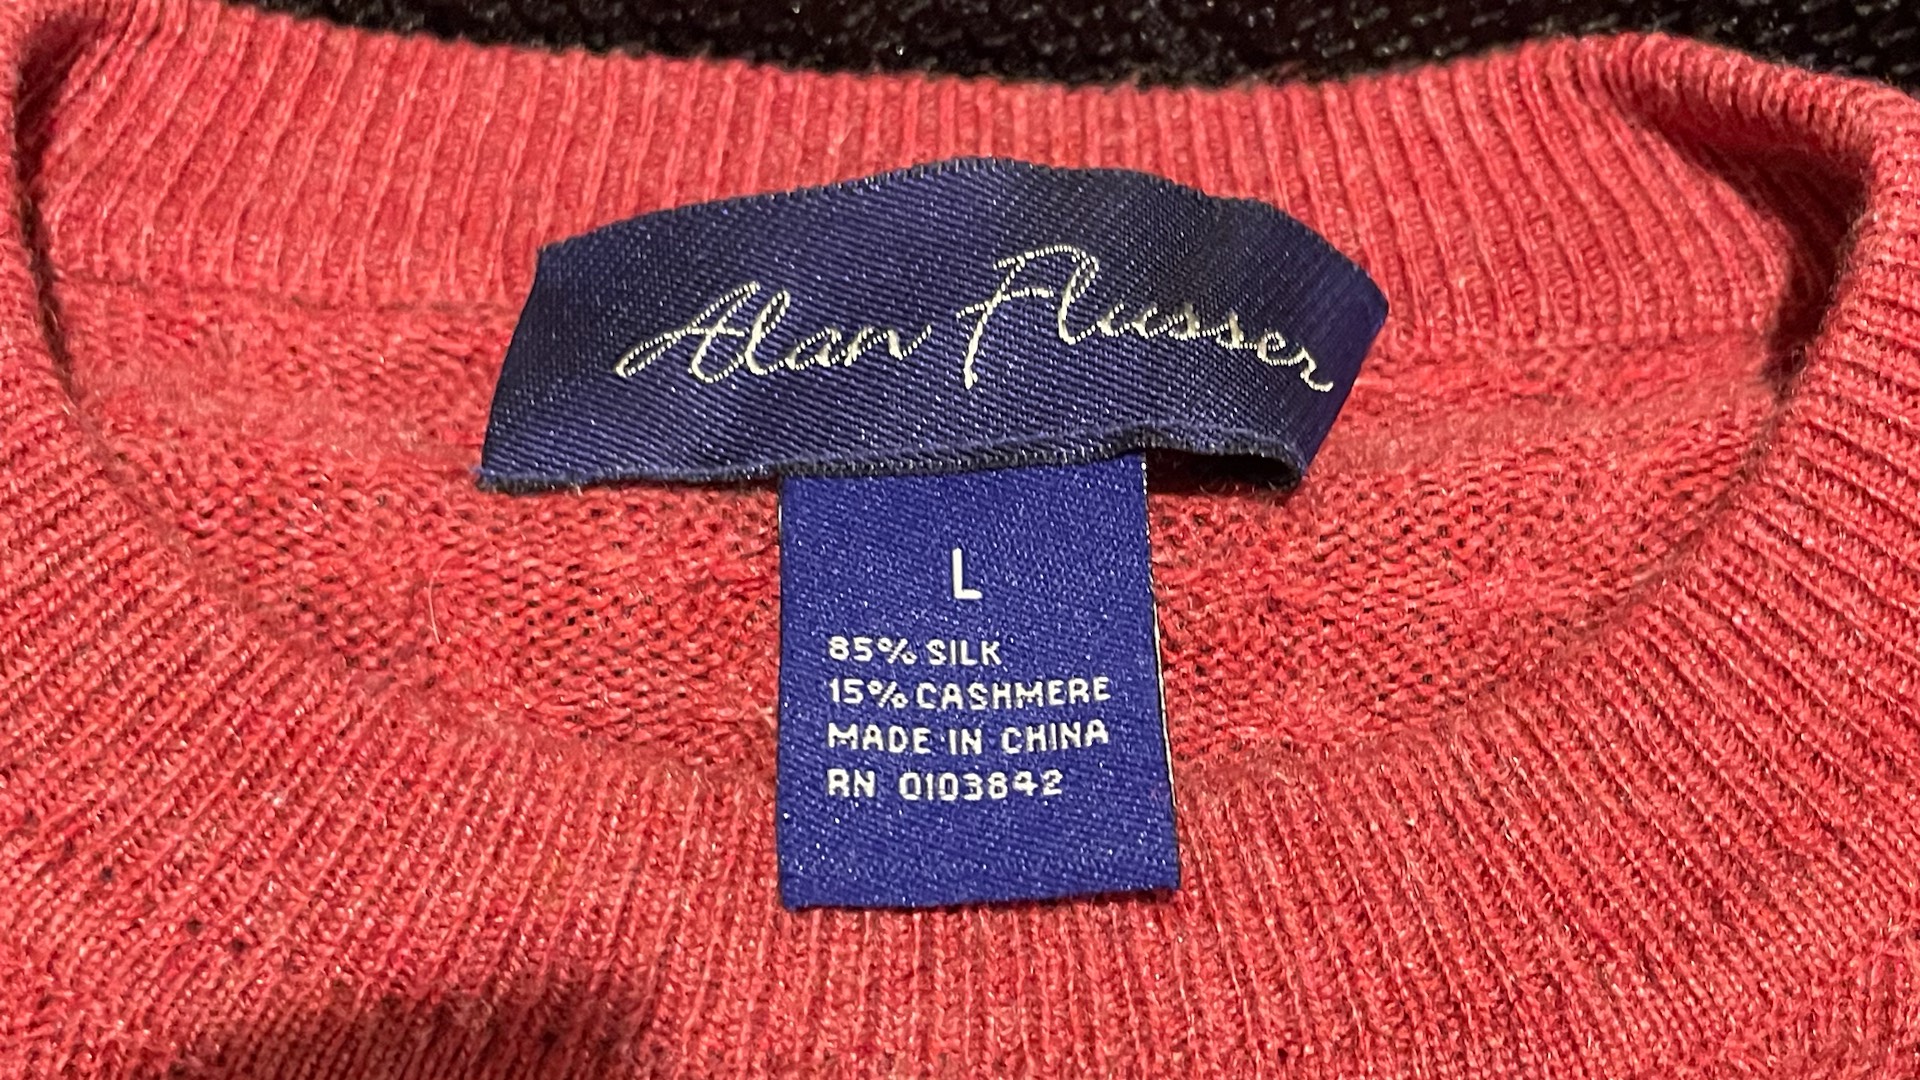 Alan Flusser
L
85% SILK
15% CASHMERE
MADE IN CHINA
RN 0103842